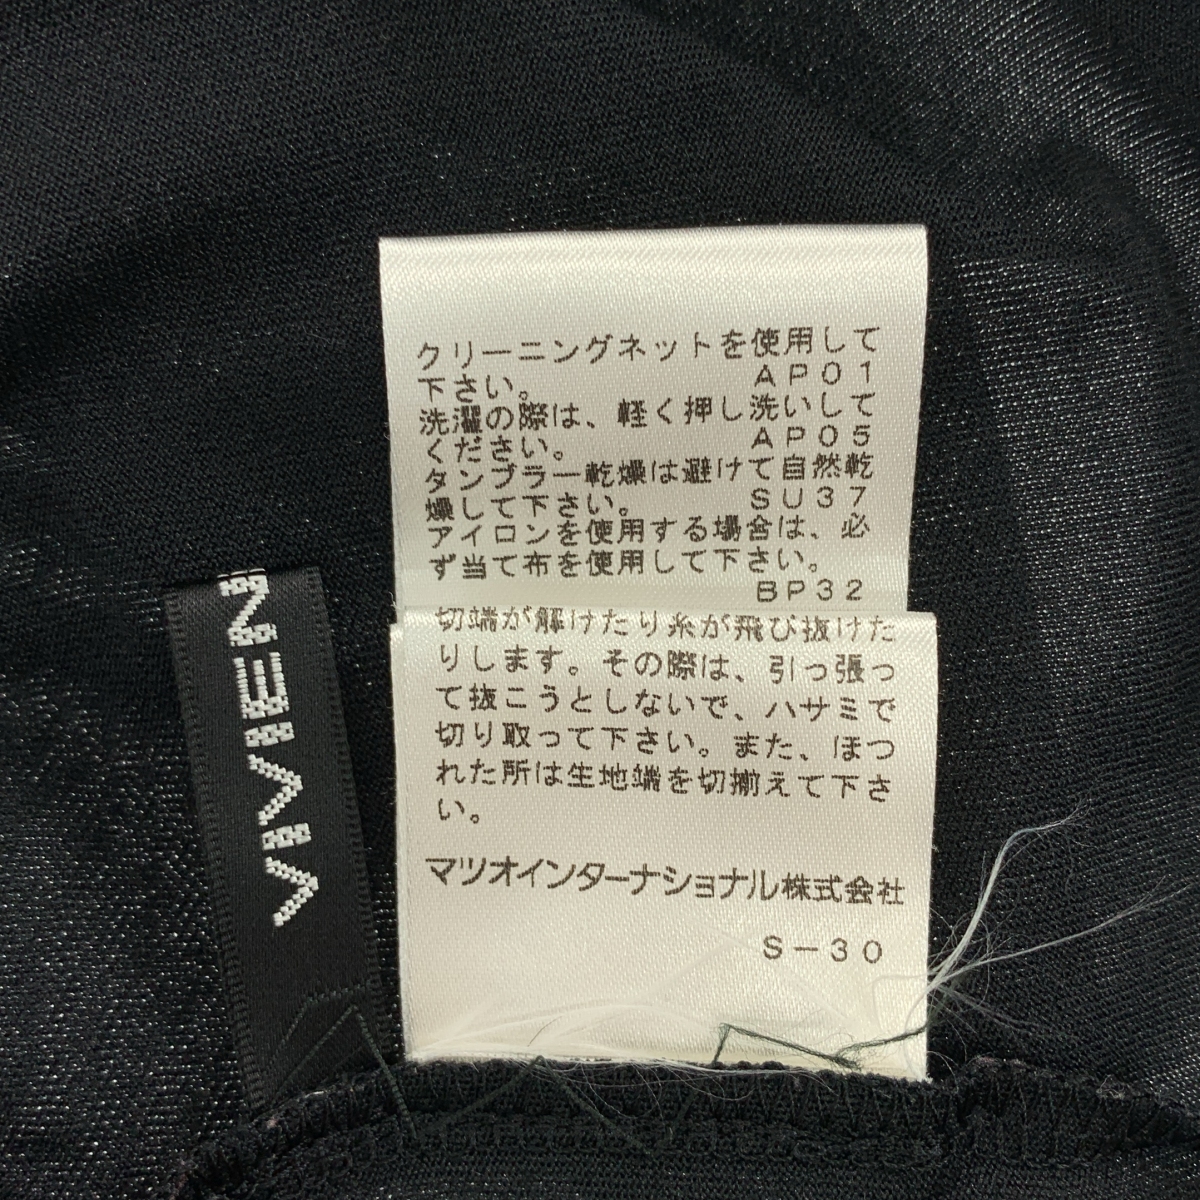 クリーニングネットを使用して
下さい。 AP01
洗濯の際は、軽く押し洗いして
ください。 AP05
タンブラー乾燥は避けて自然乾
燥して下さい。 SU37
アイロンを使用する場合は、必
ず当て布を使用して下さい。
BP32
切端が解けたり糸が飛び抜けた
りします。その際は、引っ張っ
て抜こうとしないで、ハサミで
切り取って下さい。また、ほつ
れた所は生地端を切揃えて下さ
い。
マツオインターナショナル株式会社
S-30
VIVIEN